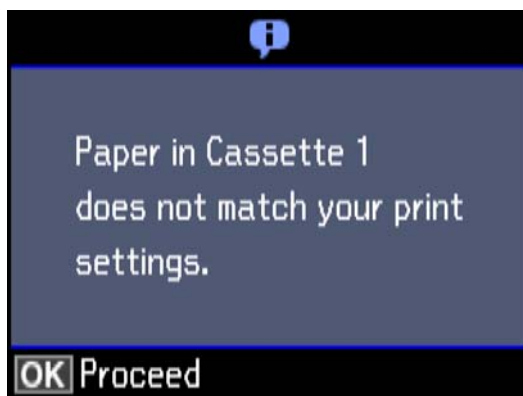 Paper in Cassette 1
does not match your print
settings.
OK Proceed